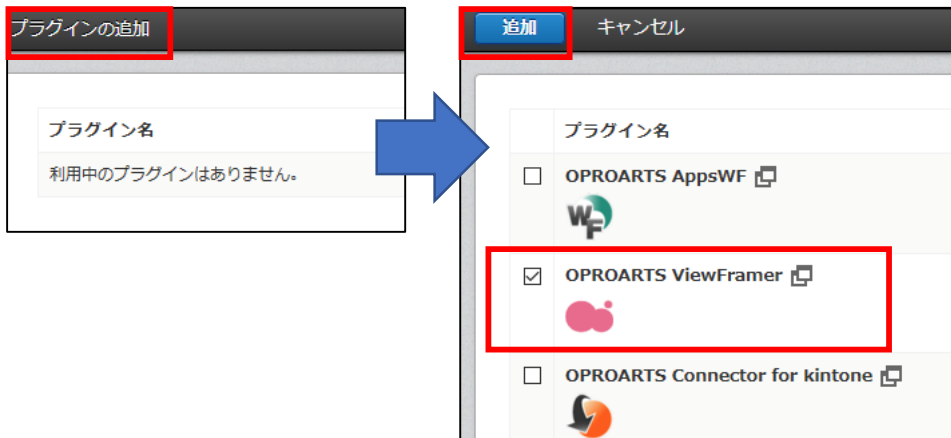 プラグインの追加
プラグイン名
利用中のプラグインはありません。
追加 キャンセル
プラグイン名
OPROARTS AppsWF
WF
OPROARTS ViewFramer
OPROARTS Connector for kintone